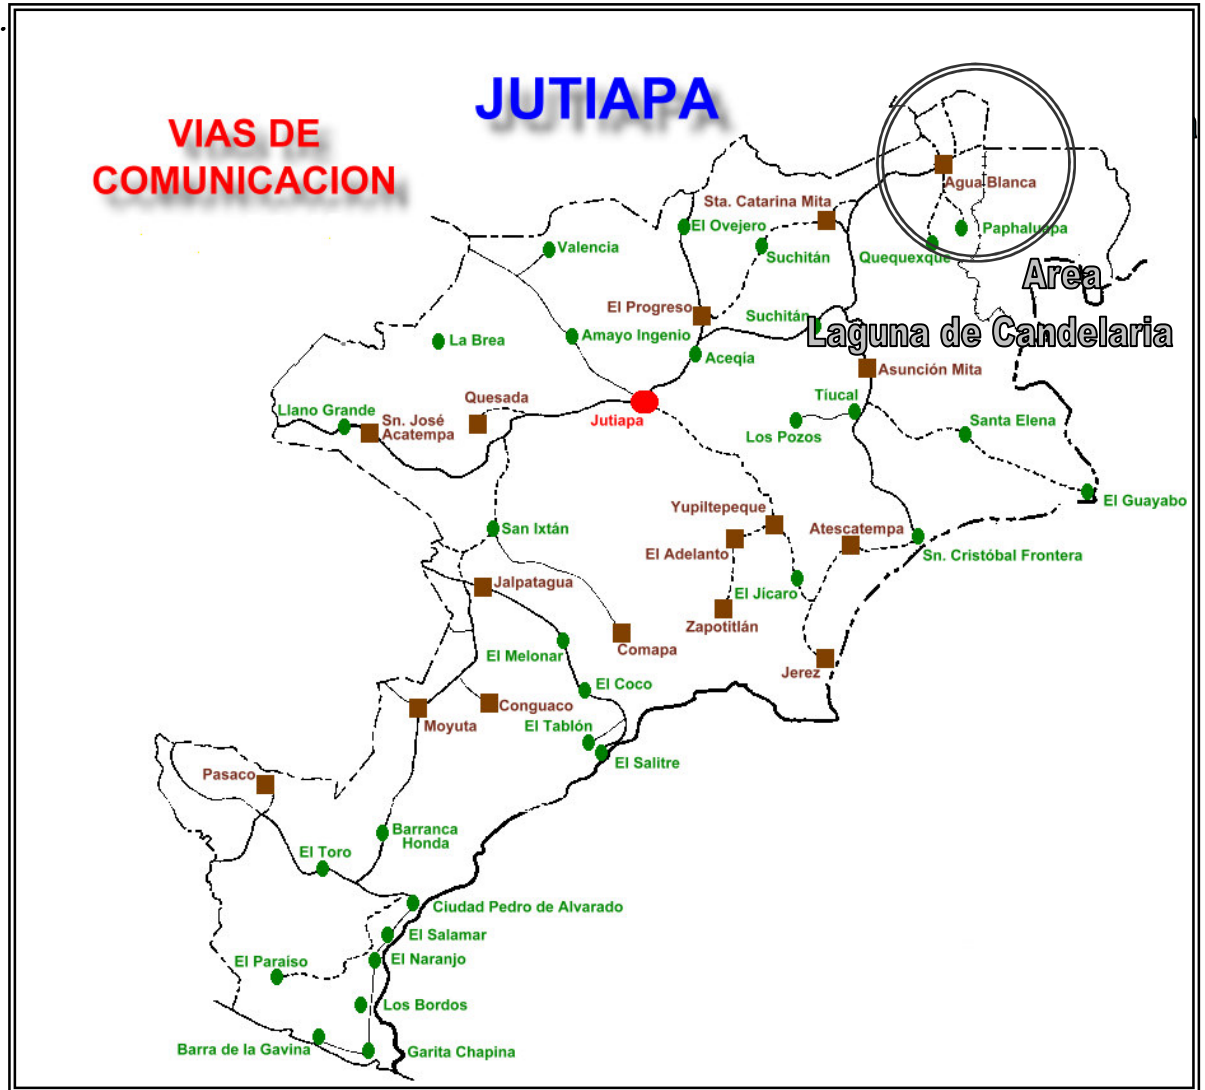 JUTIAPA
VIAS DE
COMUNICACION
Agua Blanca
Sta. Catarina Mita
El Ovejero
Paphalupa
Valencia
Suchitán
Quequexque
Area
El Progreso
Suchitán
Laguna de Candelaria
La Brea
Amayo Ingenio
Aceqía
Asunción Mita
Quesada
Tíucal
Llano Grande
Sn. José
Acatempa
Jutiapa
Los Pozos
Santa Elena
El Guayabo
Yupiltepeque
San Ixtán
Atescatempa
El Adelanto
Sn. Cristóbal Frontera
Jalpatagua
El Jícaro
Zapotitlán
El Melonar
Comapa
Jerez
El Coco
Conguaco
El Tablón
Moyuta
El Salitre
Pasaco
Barranca
Honda
El Toro
Ciudad Pedro de Alvarado
El Salamar
El Paraíso
El Naranjo
Los Bordos
Barra de la Gavina
Garita Chapina